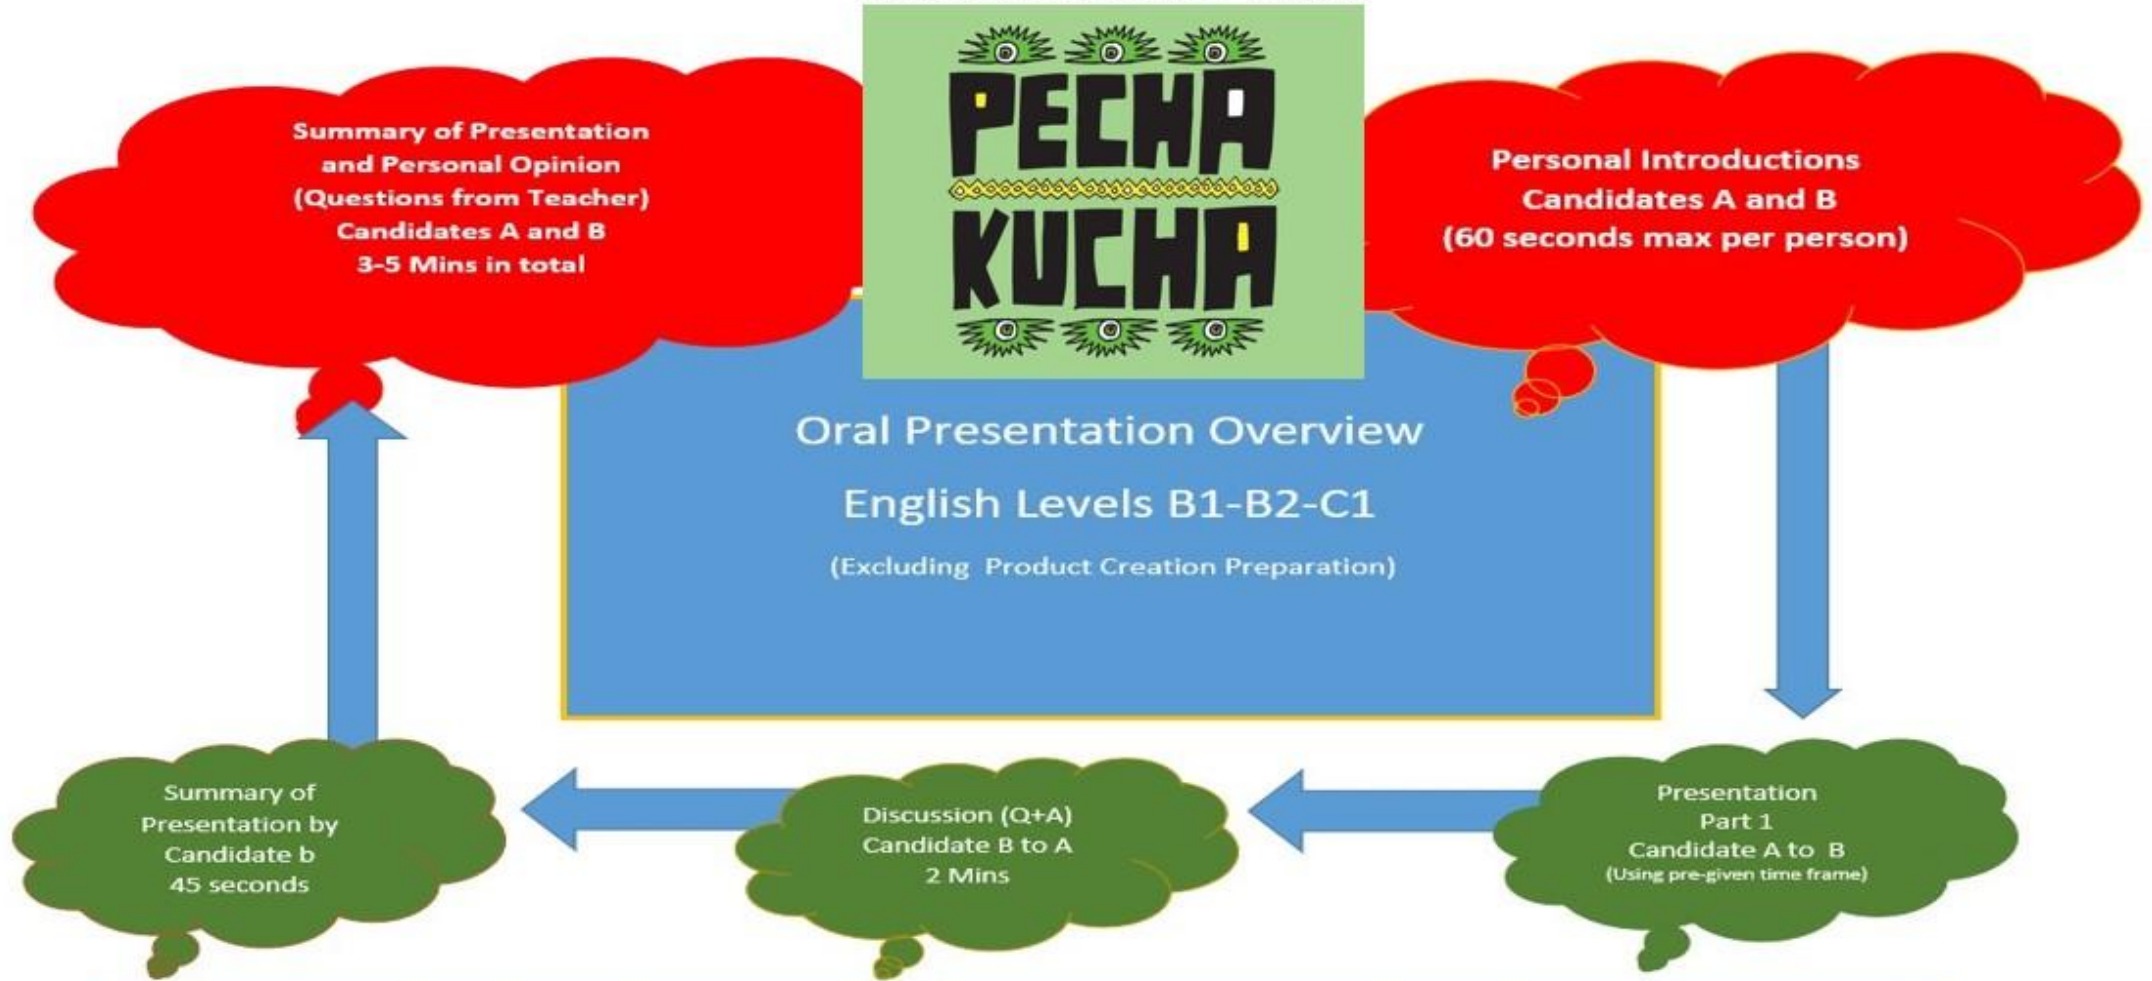 PECHA
KUCHA
Summary of Presentation
and Personal Opinion
(Questions from Teacher)
Candidates A and B
3-5 Mins in total
Personal Introductions
Candidates A and B
(60 seconds max per person)
Oral Presentation Overview
English Levels B1-B2-C1
(Excluding Product Creation Preparation)
Summary of
Presentation by
Candidate b
45 seconds
Discussion (Q+A)
Candidate B to A
2 Mins
Presentation
Part 1
Candidate A to B
(Using pre-given time frame)